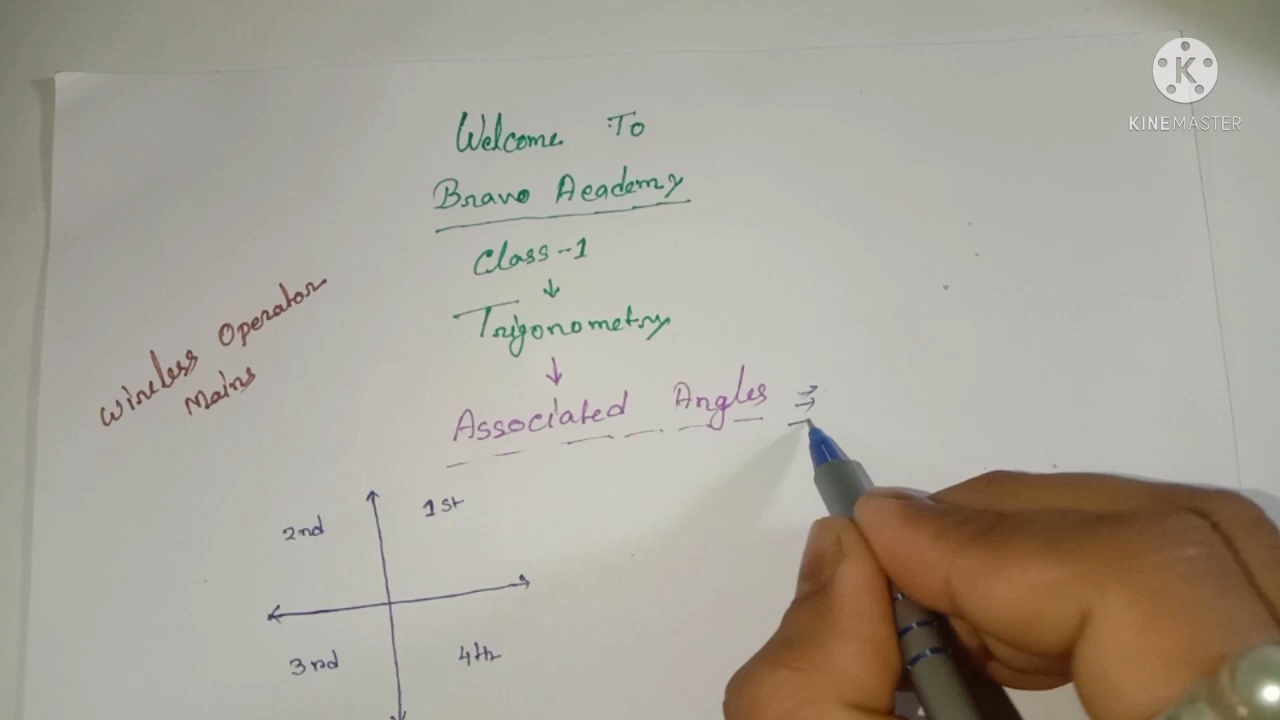 Welcome To
Bravo Academy
Class-1
Trigonometry
Associated Angles
Wireless Operator
Mains
2nd
1st
3rd
4th
K
KINEMASTER